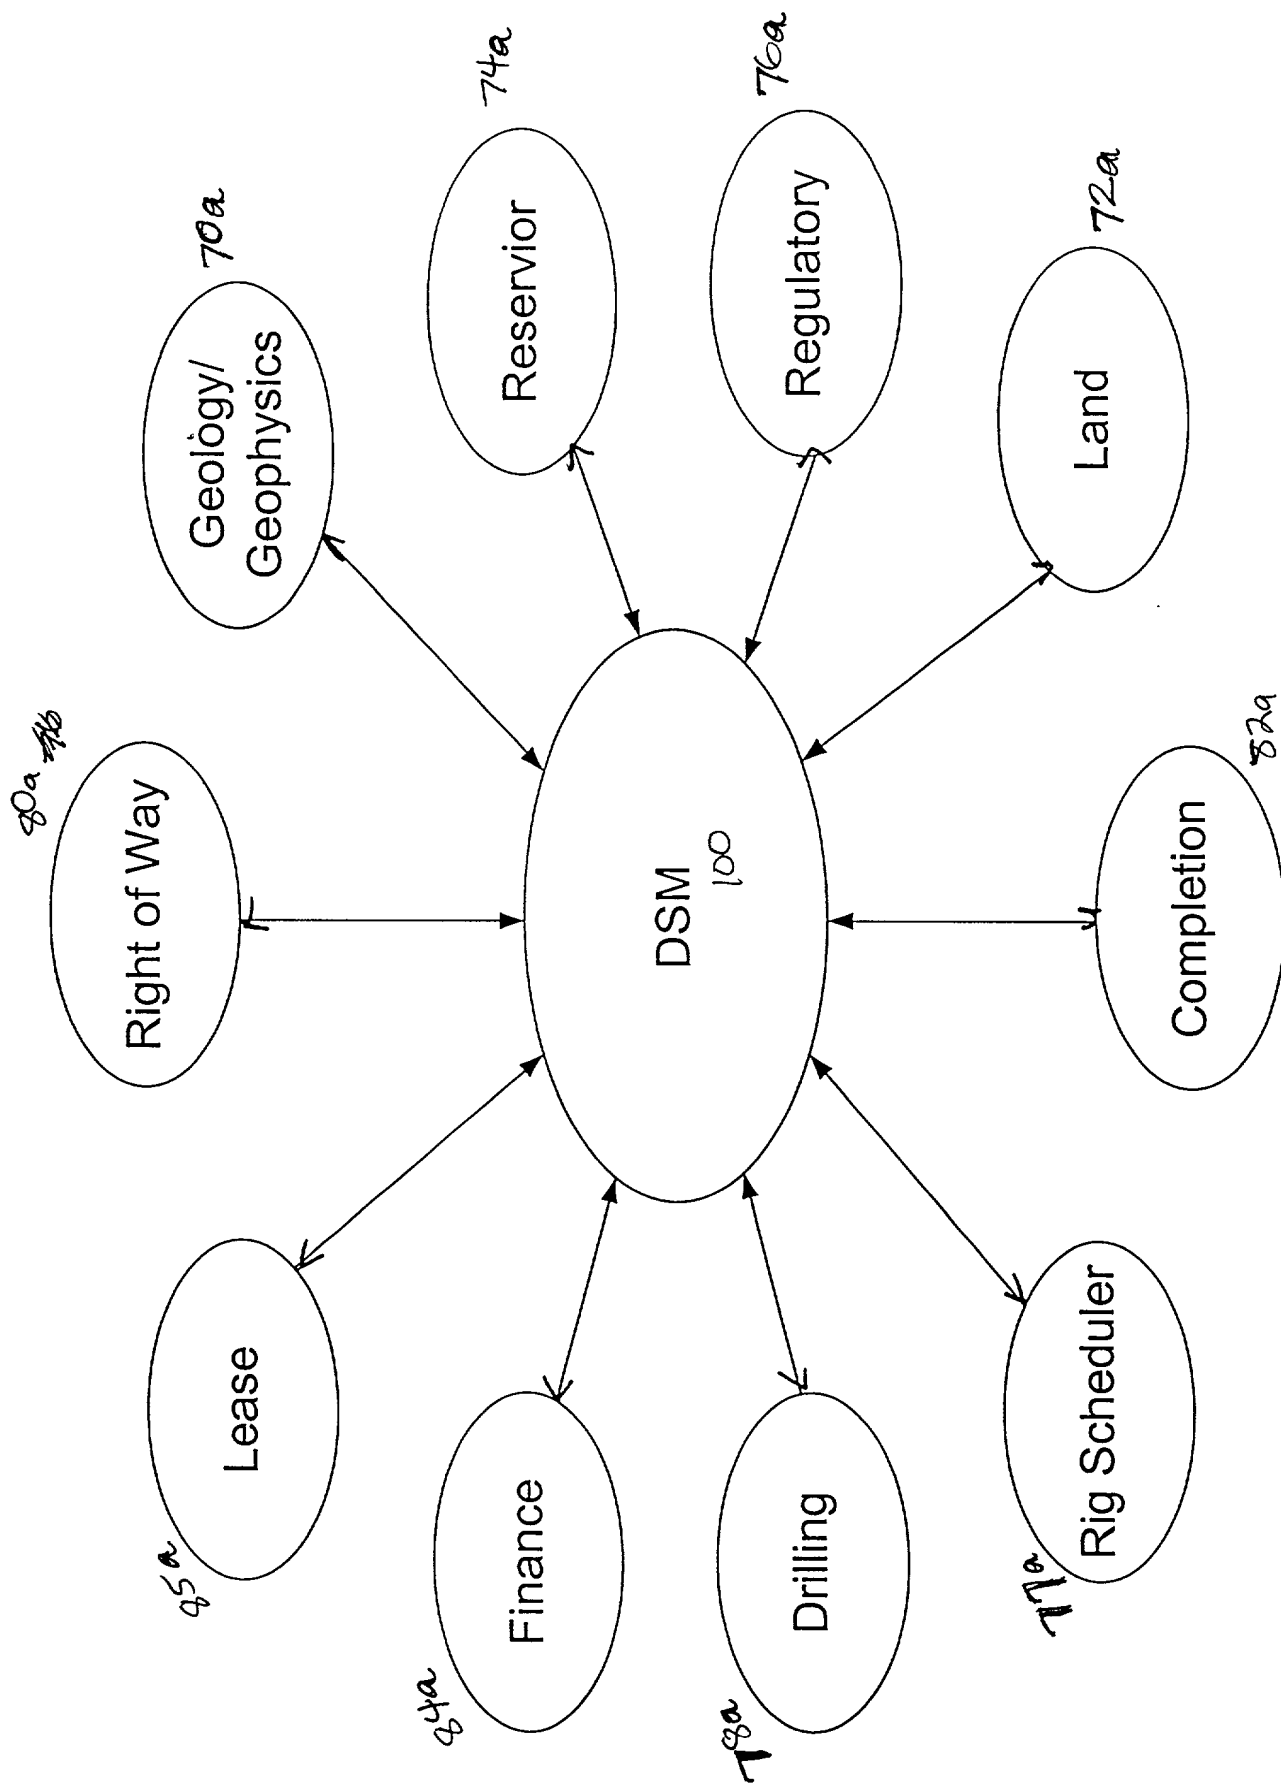 80a
Right of Way
85a
Lease
70a
Geology/
Geophysics
84a
Finance
74a
Reservior
DSM
100
78a
Drilling
76a
Regulatory
77a
Rig Scheduler
82a
Completion
72a
Land